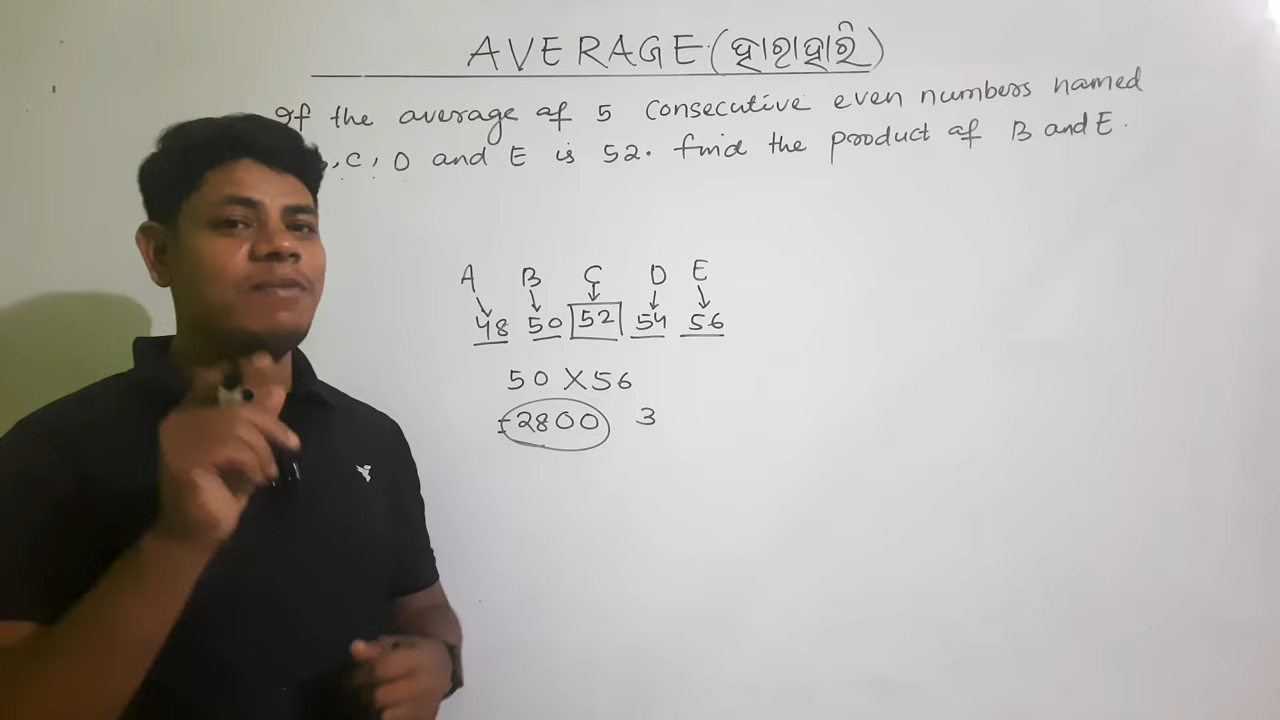 AVERAGE (ହାରାହାରି)
If the average of 5 consecutive even numbers named
, C, D and E is 52. find the product of B and E.
A B C D E
48 50 52 54 56
50 X 56
= 2800 3